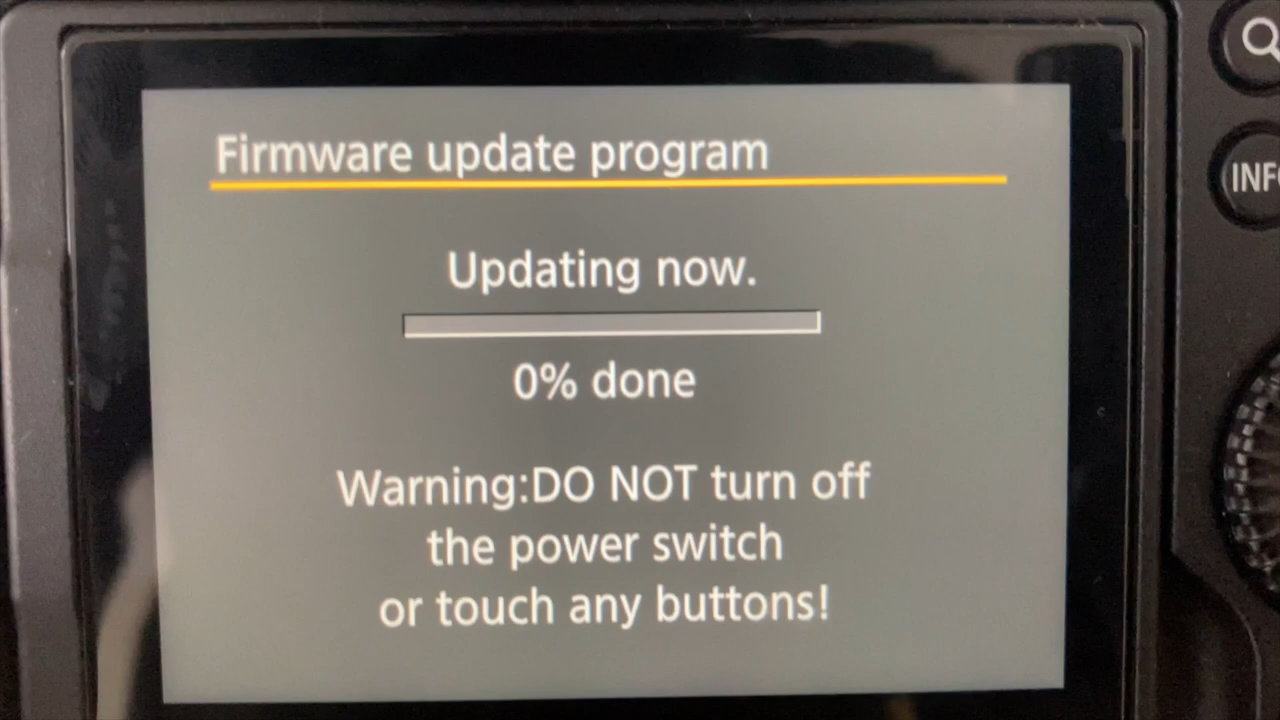 Firmware update program
Updating now.
0% done
Warning:DO NOT turn off
the power switch
or touch any buttons!